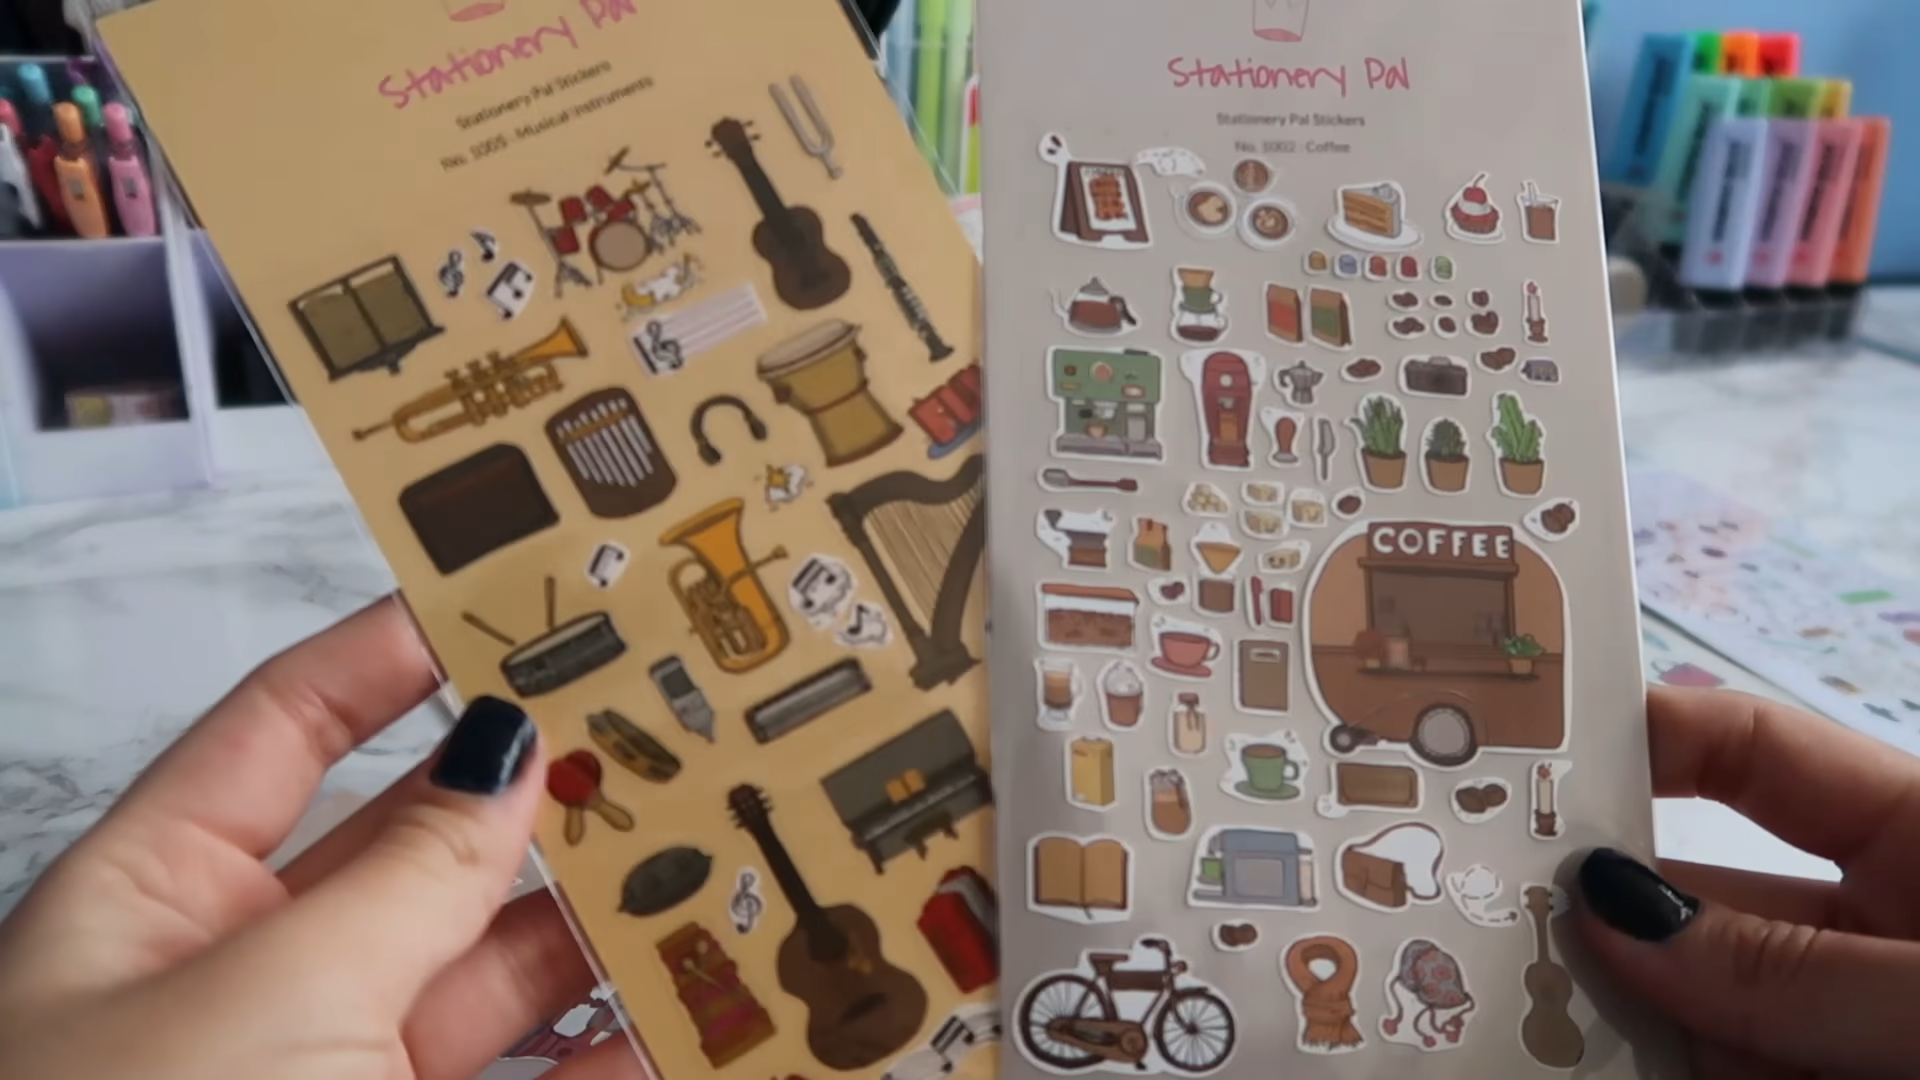 Stationery Pal
Stationery Pal Stickers
No. 1005 : Musical Instruments
Stationery Pal
Stationery Pal Stickers
No. 1002 : Coffee
COFFEE